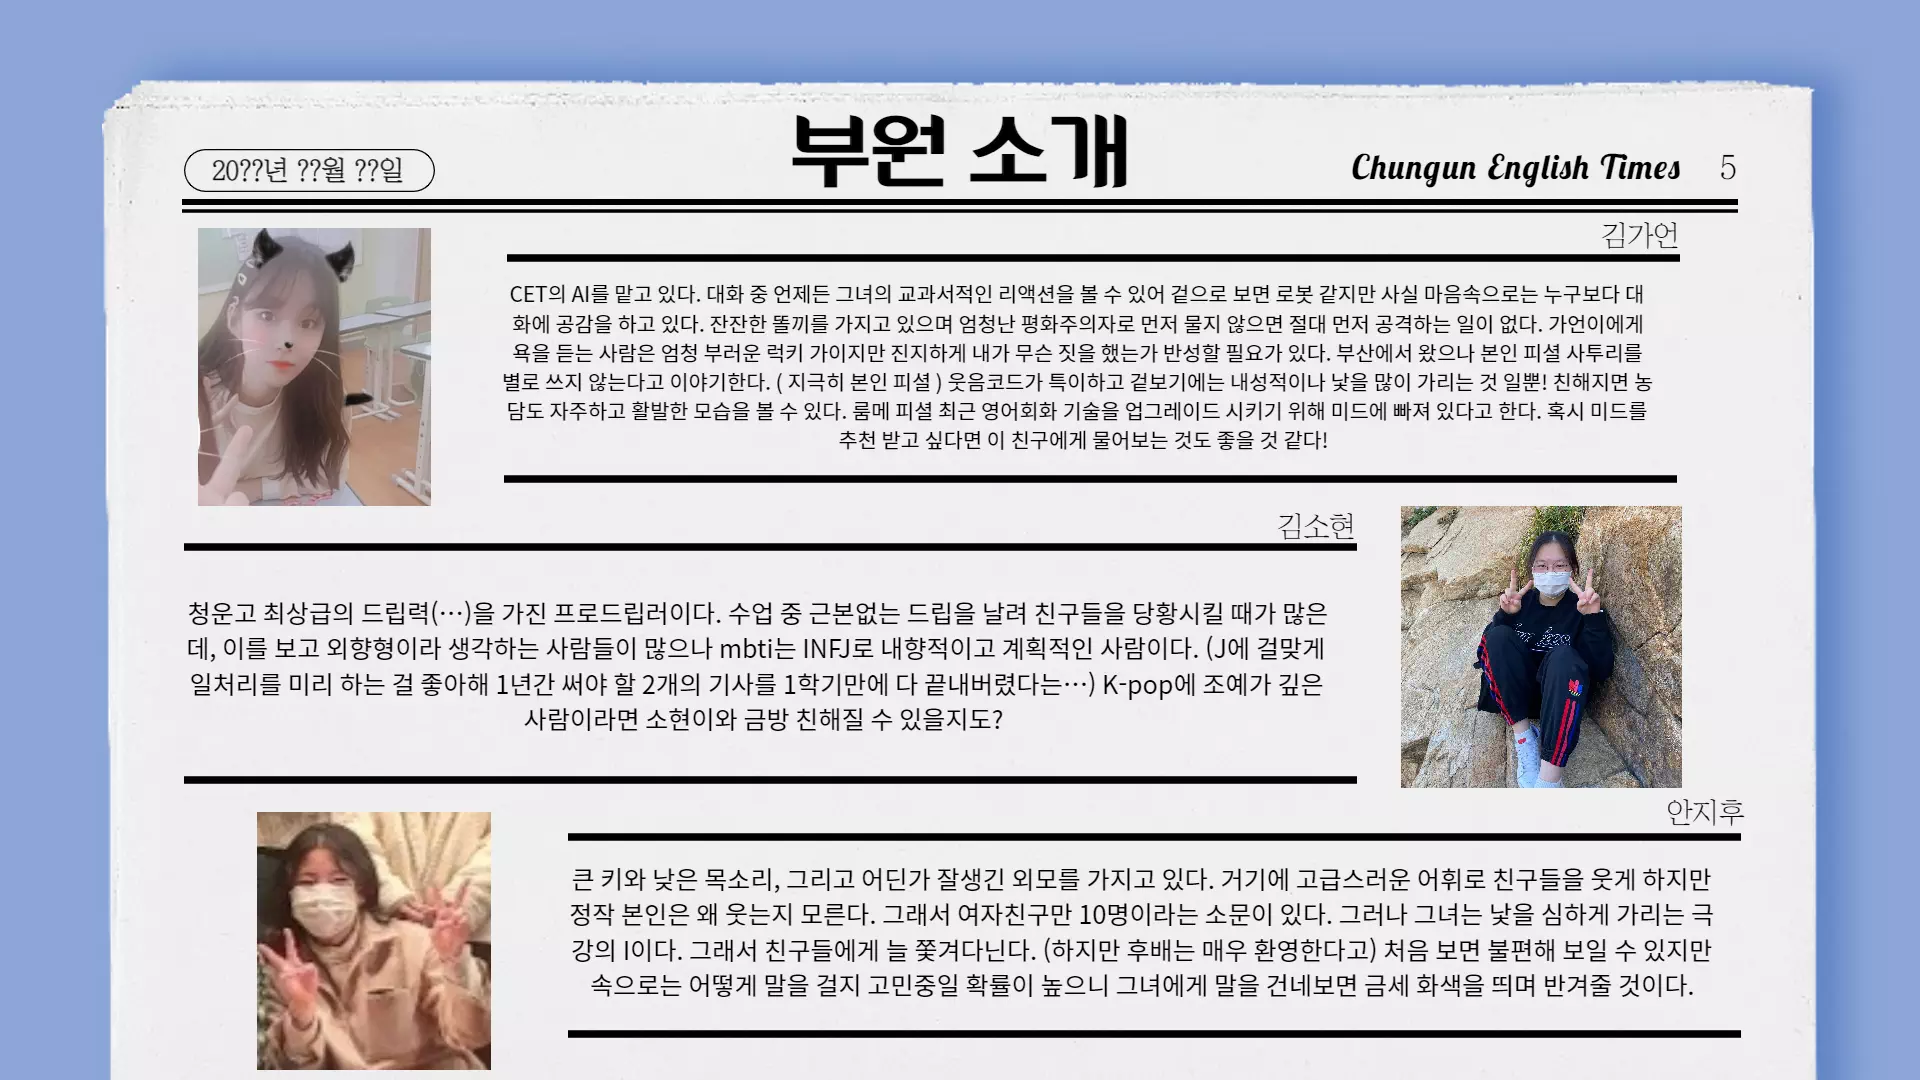 20??년 ??월 ??일
부원 소개
Chungun English Times
5
김가언
CET의 AI를 맡고 있다. 대화 중 언제든 그녀의 교과서적인 리액션을 볼 수 있어 겉으로 보면 로봇 같지만 사실 마음속으로는 누구보다 대
화에 공감을 하고 있다. 잔잔한 똘끼를 가지고 있으며 엄청난 평화주의자로 먼저 물지 않으면 절대 먼저 공격하는 일이 없다. 가언이에게
욕을 듣는 사람은 엄청 부러운 럭키 가이지만 진지하게 내가 무슨 짓을 했는가 반성할 필요가 있다. 부산에서 왔으나 본인 피셜 사투리를
별로 쓰지 않는다고 이야기한다. ( 지극히 본인 피셜 ) 웃음코드가 특이하고 겉보기에는 내성적이나 낯을 많이 가리는 것 일뿐! 친해지면 농
담도 자주하고 활발한 모습을 볼 수 있다. 룸메 피셜 최근 영어회화 기술을 업그레이드 시키기 위해 미드에 빠져 있다고 한다. 혹시 미드를
추천 받고 싶다면 이 친구에게 물어보는 것도 좋을 것 같다!
김소현
청운고 최상급의 드립력(…)을 가진 프로드립러이다. 수업 중 근본없는 드립을 날려 친구들을 당황시킬 때가 많은
데, 이를 보고 외향형이라 생각하는 사람들이 많으나 mbti는 INFJ로 내향적이고 계획적인 사람이다. (J에 걸맞게
일처리를 미리 하는 걸 좋아해 1년간 써야 할 2개의 기사를 1학기만에 다 끝내버렸다는…) K-pop에 조예가 깊은
사람이라면 소현이와 금방 친해질 수 있을지도?
안지후
큰 키와 낮은 목소리, 그리고 어딘가 잘생긴 외모를 가지고 있다. 거기에 고급스러운 어휘로 친구들을 웃게 하지만
정작 본인은 왜 웃는지 모른다. 그래서 여자친구만 10명이라는 소문이 있다. 그러나 그녀는 낯을 심하게 가리는 극
강의 I이다. 그래서 친구들에게 늘 쫓겨다닌다. (하지만 후배는 매우 환영한다고) 처음 보면 불편해 보일 수 있지만
속으로는 어떻게 말을 걸지 고민중일 확률이 높으니 그녀에게 말을 건네보면 금세 화색을 띄며 반겨줄 것이다.